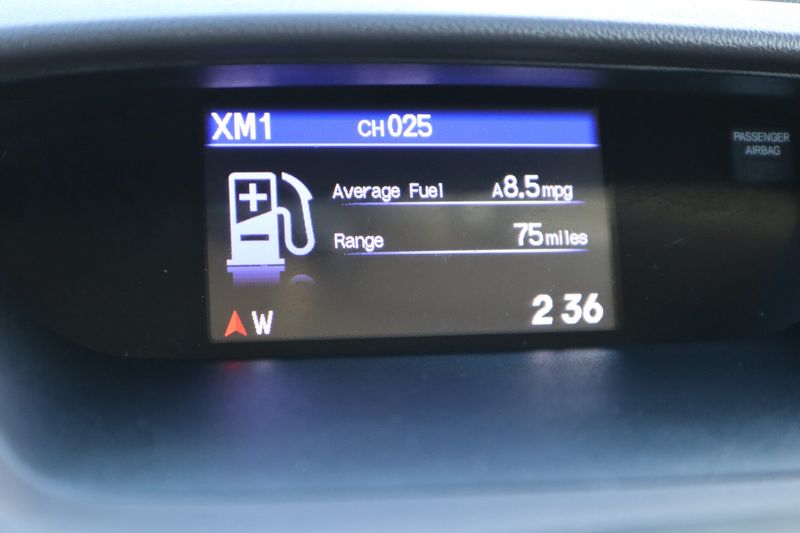 XM1 CH025
PASSENGER
AIRBAG
Average Fuel A8.5mpg
Range 75miles
W 2 36